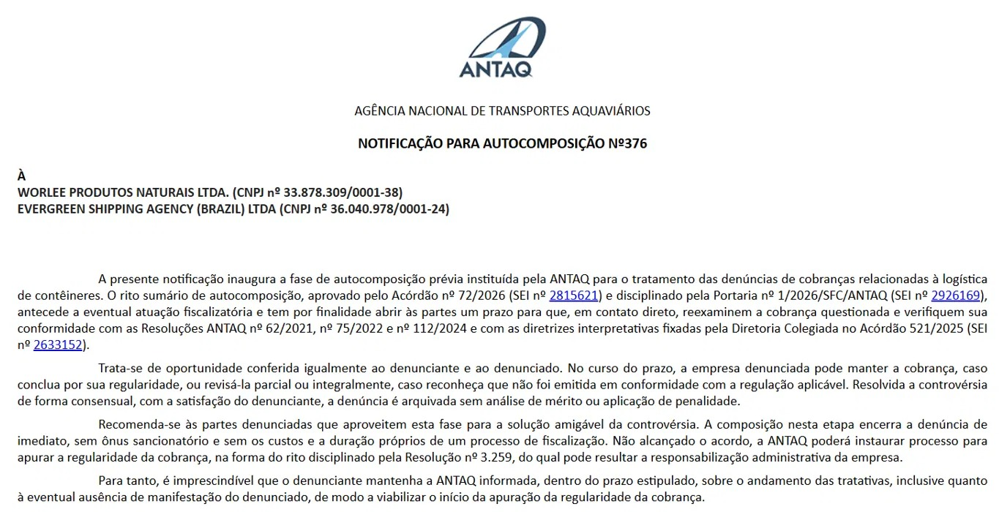 ANTAQ
AGÊNCIA NACIONAL DE TRANSPORTES AQUAVIÁRIOS
NOTIFICAÇÃO PARA AUTOCOMPOSIÇÃO Nº376
À
WORLEE PRODUTOS NATURAIS LTDA. (CNPJ nº 33.878.309/0001-38)
EVERGREEN SHIPPING AGENCY (BRAZIL) LTDA (CNPJ nº 36.040.978/0001-24)
A presente notificação inaugura a fase de autocomposição prévia instituída pela ANTAQ para o tratamento das denúncias de cobranças relacionadas à logística
de contêineres. O rito sumário de autocomposição, aprovado pelo Acórdão nº 72/2026 (SEI nº 2815621) e disciplinado pela Portaria nº 1/2026/SFC/ANTAQ (SEI nº 2926169),
antecede a eventual atuação fiscalizatória e tem por finalidade abrir às partes um prazo para que, em contato direto, reexaminem a cobrança questionada e verifiquem sua
conformidade com as Resoluções ANTAQ nº 62/2021, nº 75/2022 e nº 112/2024 e com as diretrizes interpretativas fixadas pela Diretoria Colegiada no Acórdão 521/2025 (SEI
nº 2633152).
Trata-se de oportunidade conferida igualmente ao denunciante e ao denunciado. No curso do prazo, a empresa denunciada pode manter a cobrança, caso
conclua por sua regularidade, ou revisá-la parcial ou integralmente, caso reconheça que não foi emitida em conformidade com a regulação aplicável. Resolvida a controvérsia
de forma consensual, com a satisfação do denunciante, a denúncia é arquivada sem análise de mérito ou aplicação de penalidade.
Recomenda-se às partes denunciadas que aproveitem esta fase para a solução amigável da controvérsia. A composição nesta etapa encerra a denúncia de
imediato, sem ônus sancionatório e sem os custos e a duração próprios de um processo de fiscalização. Não alcançado o acordo, a ANTAQ poderá instaurar processo para
apurar a regularidade da cobrança, na forma do rito disciplinado pela Resolução nº 3.259, do qual pode resultar a responsabilização administrativa da empresa.
Para tanto, é imprescindível que o denunciante mantenha a ANTAQ informada, dentro do prazo estipulado, sobre o andamento das tratativas, inclusive quanto
à eventual ausência de manifestação do denunciado, de modo a viabilizar o início da apuração da regularidade da cobrança.